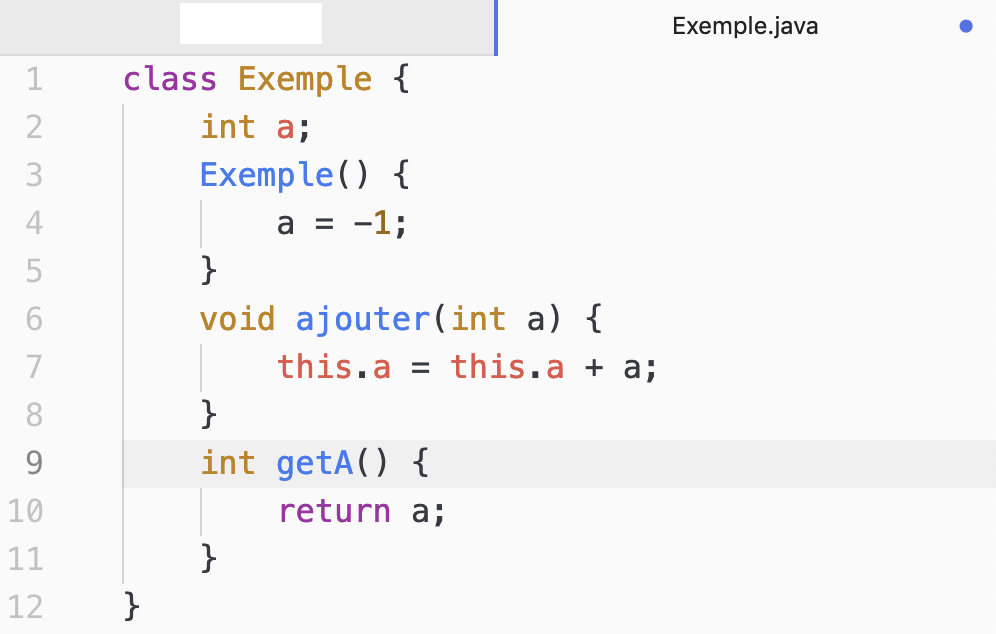 Exemple.java
1 class Exemple {
2 int a;
3 Exemple() {
4 a = -1;
5 }
6 void ajouter(int a) {
7 this.a = this.a + a;
8 }
9 int getA() {
10 return a;
11 }
12 }